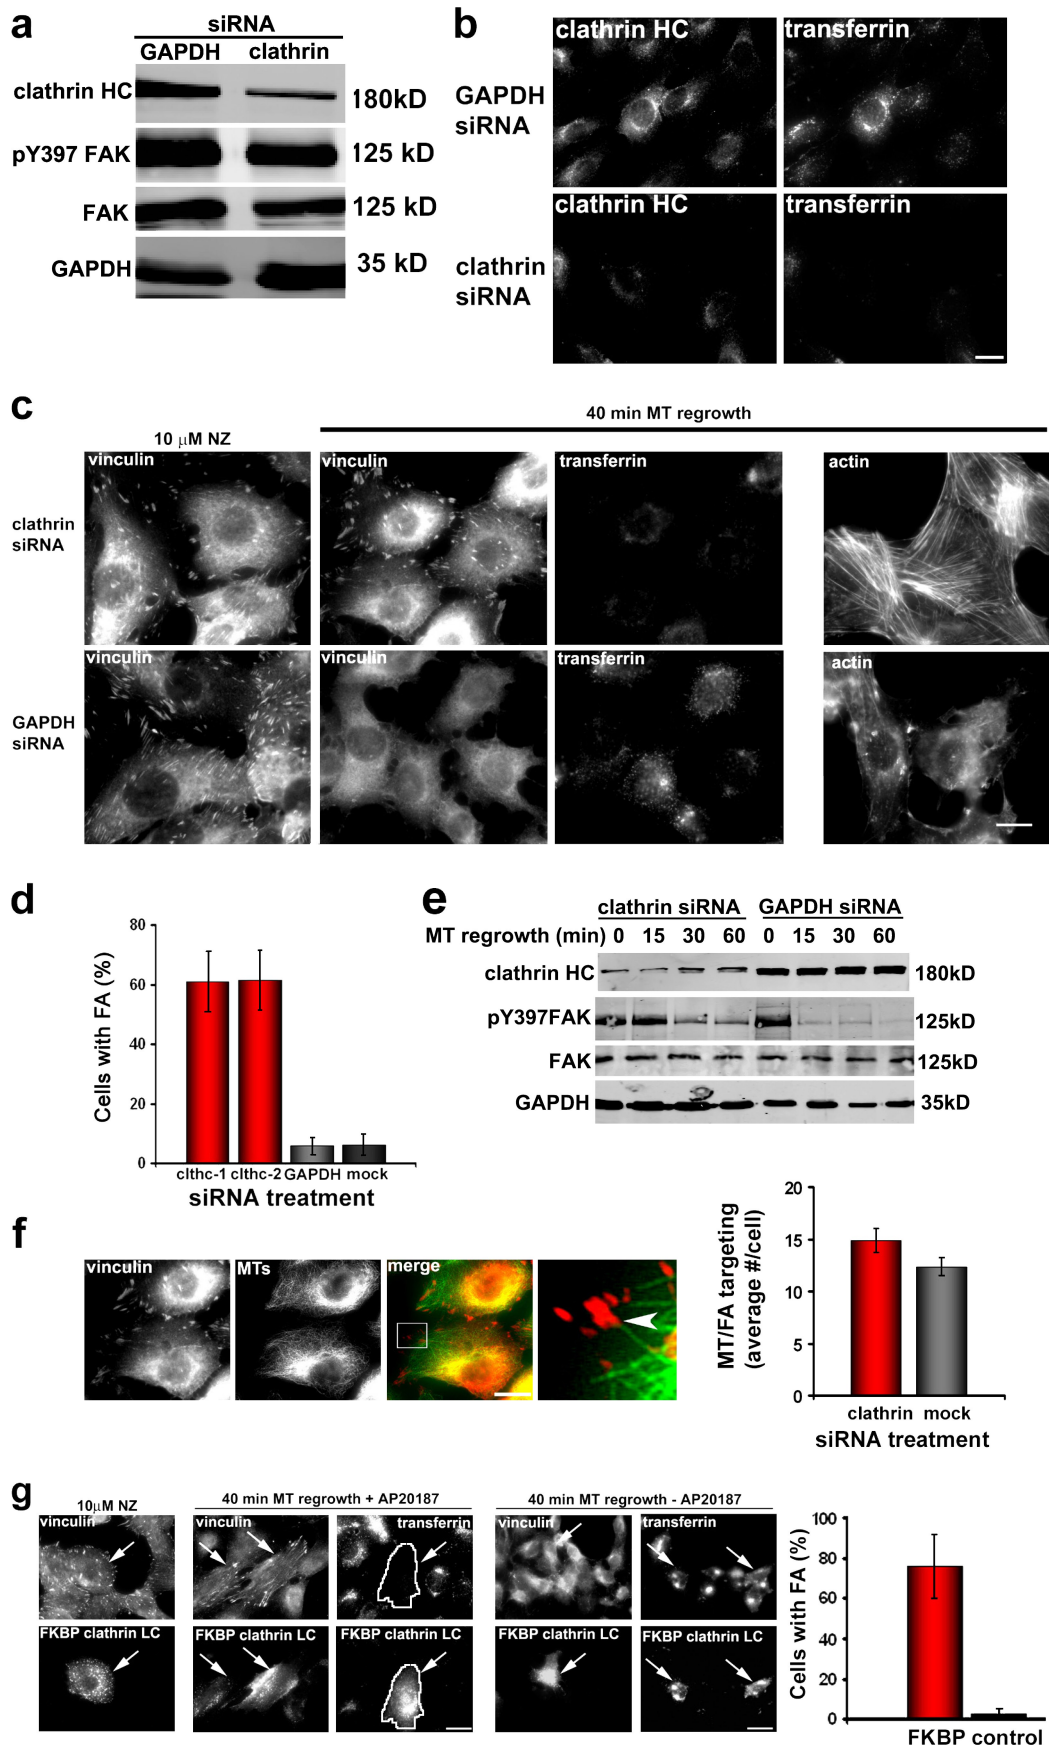 a
siRNA
GAPDH clathrin
clathrin HC 180kD
pY397 FAK 125 kD
FAK 125 kD
GAPDH 35 kD
b
clathrin HC transferrin
GAPDH siRNA
clathrin HC transferrin
clathrin siRNA
c
40 min MT regrowth
10 µM NZ
vinculin vinculin transferrin actin
clathrin siRNA
vinculin vinculin transferrin actin
GAPDH siRNA
d
Cells with FA (%)
80
60
40
20
0
clthc-1 clthc-2 GAPDH mock
siRNA treatment
e
clathrin siRNA GAPDH siRNA
MT regrowth (min) 0 15 30 60 0 15 30 60
clathrin HC 180kD
pY397FAK 125kD
FAK 125kD
GAPDH 35kD
f
vinculin MTs merge
MT/FA targeting
(average #/cell)
20
15
10
5
0
clathrin mock
siRNA treatment
g
10µM NZ
40 min MT regrowth + AP20187
40 min MT regrowth - AP20187
vinculin vinculin transferrin vinculin transferrin
FKBP clathrin LC FKBP clathrin LC FKBP clathrin LC FKBP clathrin LC FKBP clathrin LC
Cells with FA (%)
100
80
60
40
20
0
FKBP control